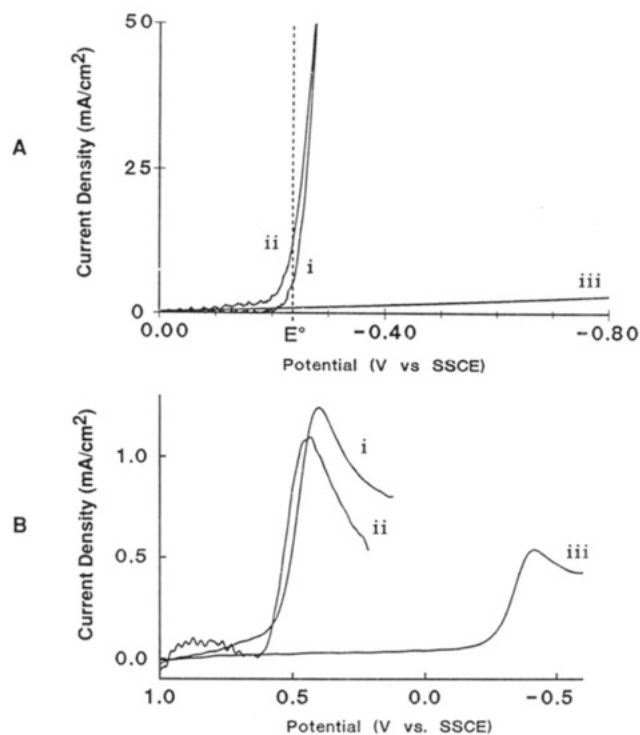 A
Current Density (mA/cm²)
50
25
0
ii
i
iii
0.00
E°
-0.40
-0.80
Potential (V vs SSCE)
B
Current Density (mA/cm²)
1.0
0.5
0.0
i
ii
iii
1.0
0.5
0.0
-0.5
Potential (V vs. SSCE)